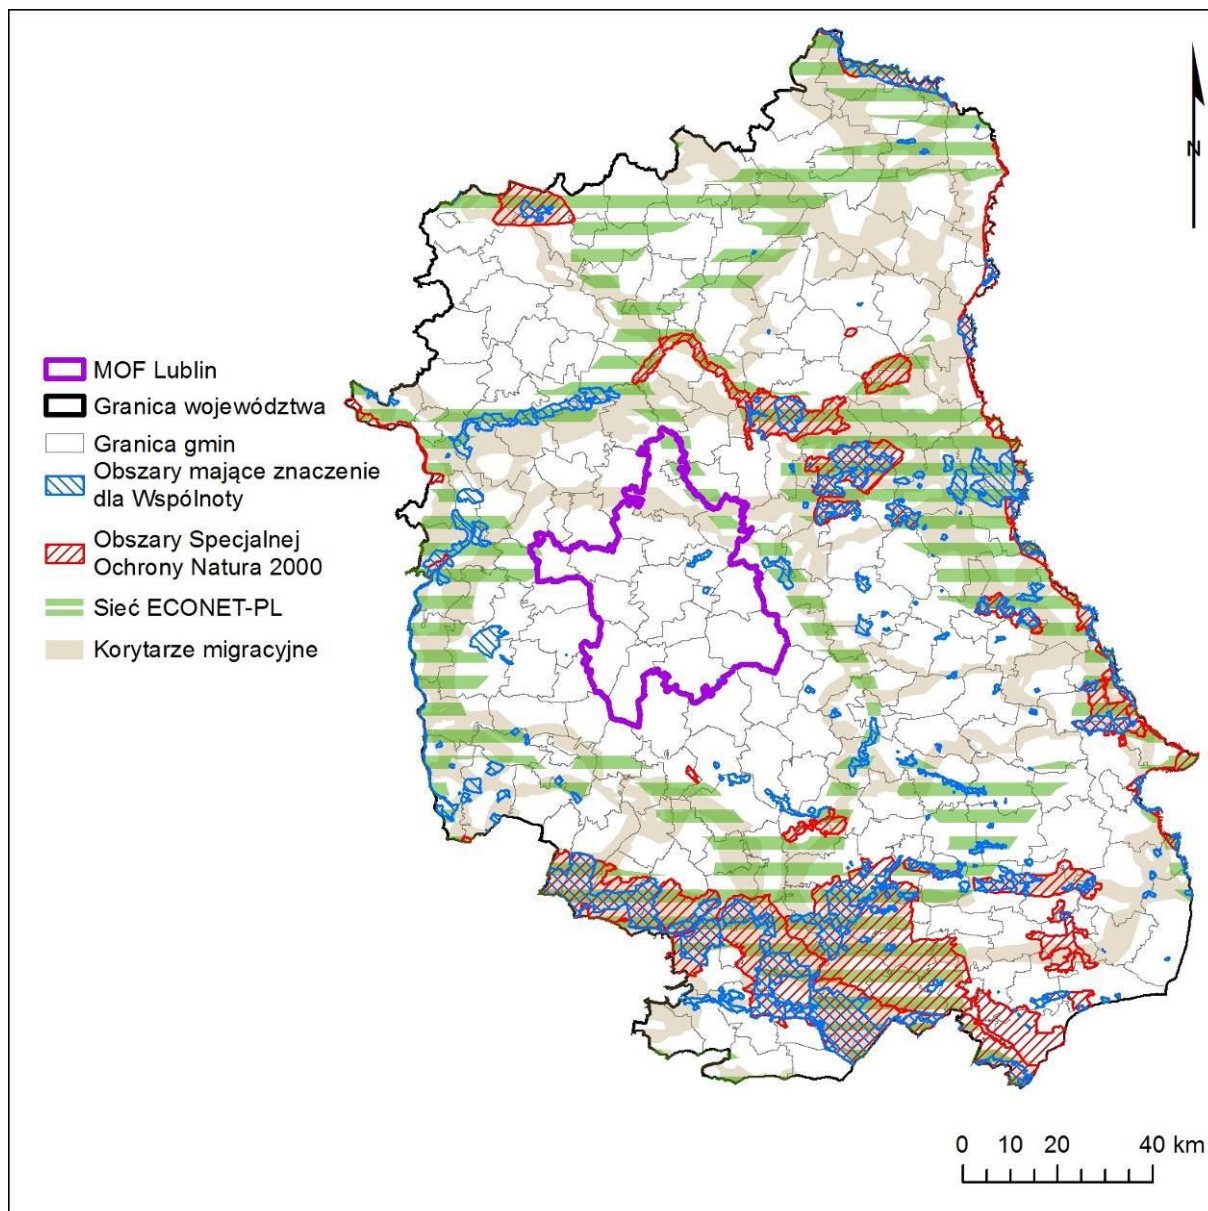 N
MOF Lublin
Granica województwa
Granica gmin
Obszary mające znaczenie
dla Wspólnoty
Obszary Specjalnej
Ochrony Natura 2000
Sieć ECONET-PL
Korytarze migracyjne
0 10 20 40 km